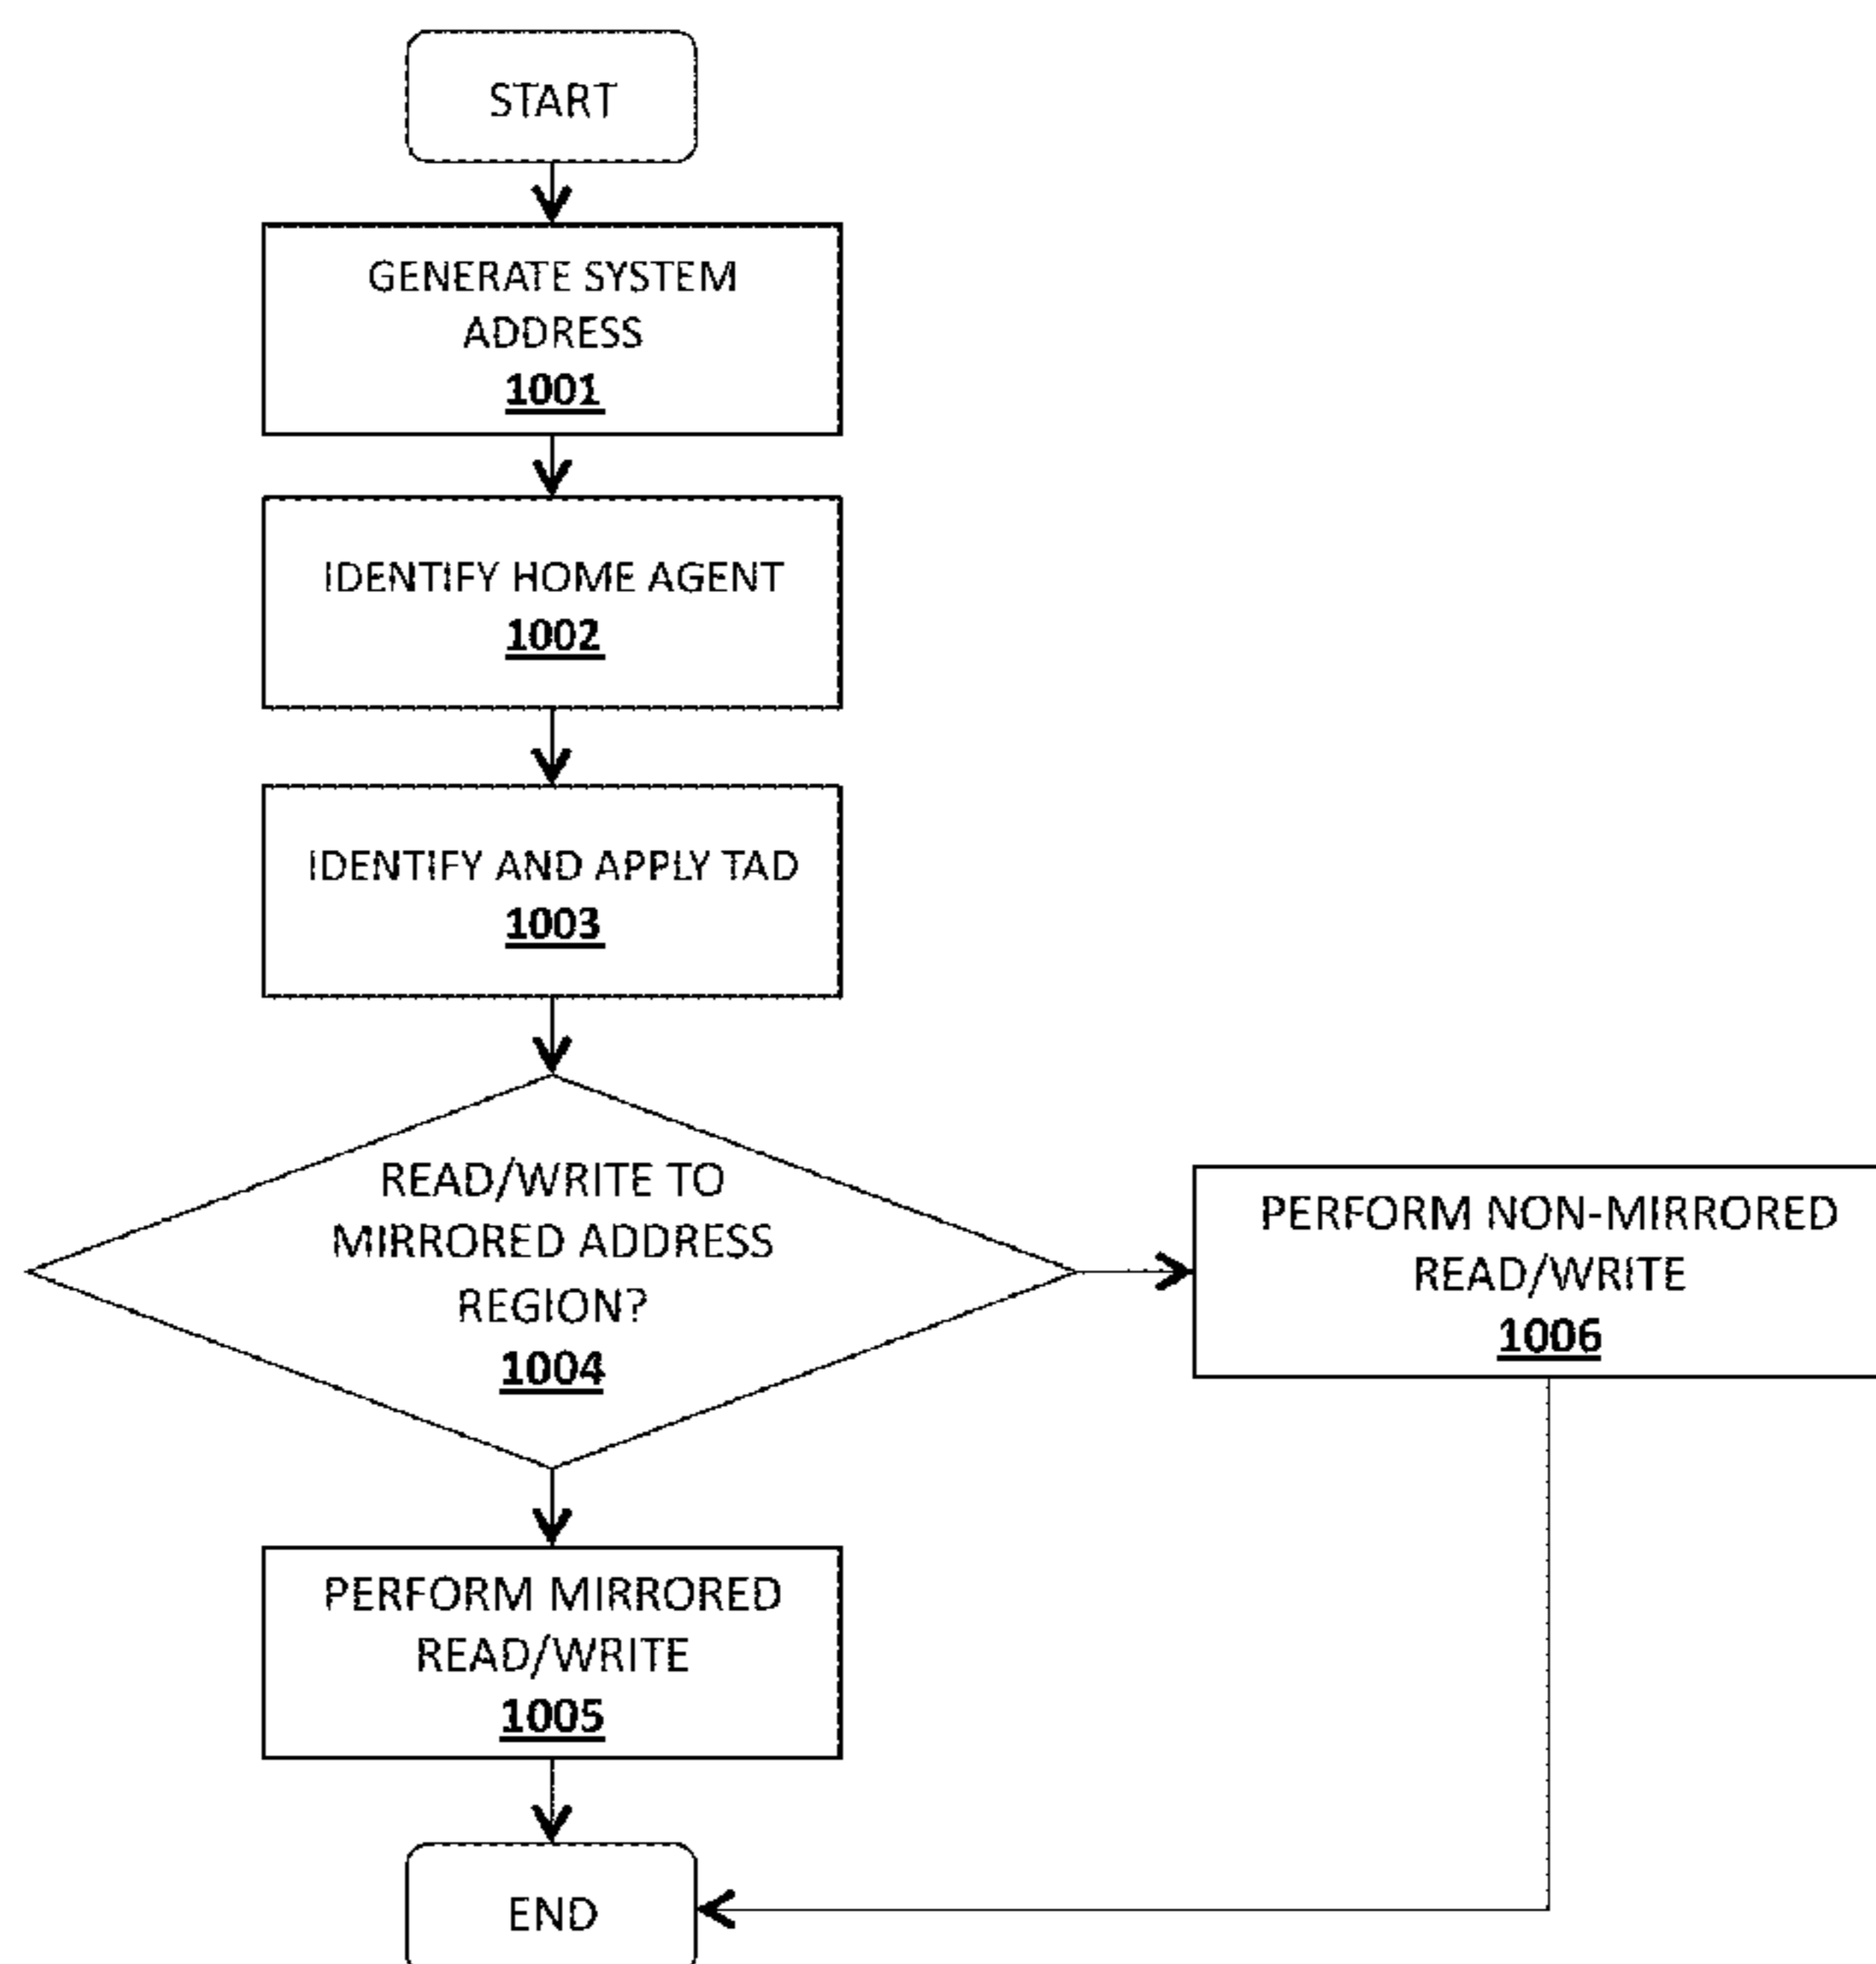 START
GENERATE SYSTEM
ADDRESS
1001
IDENTIFY HOME AGENT
1002
IDENTIFY AND APPLY TAD
1003
READ/WRITE TO
MIRRORED ADDRESS
REGION?
1004
PERFORM NON-MIRRORED
READ/WRITE
1006
PERFORM MIRRORED
READ/WRITE
1005
END